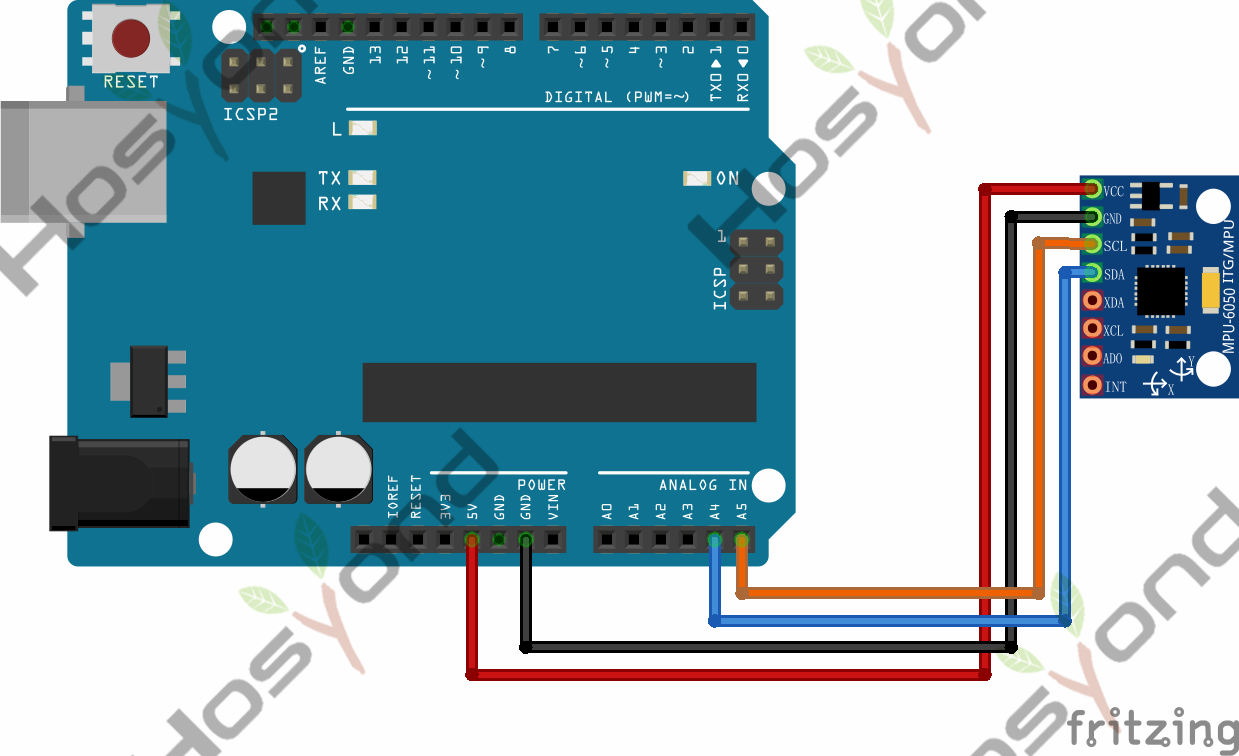 RESET
ICSP2
AREF
GND
13
12
~11
~10
~9
8
7
~6
~5
4
~3
2
TX0▶1
RX0◀0
DIGITAL (PWM=~)
L
TX
RX
ON
1
ICSP
VCC
GND
SCL
SDA
XDA
XCL
ADO
INT
MPU-6050 ITG/MPU
Y
X
IOREF
RESET
3V3
5V
GND
GND
VIN
POWER
A0
A1
A2
A3
A4
A5
ANALOG IN
HosYond
HosYond
HosYond
HosYond
fritzing